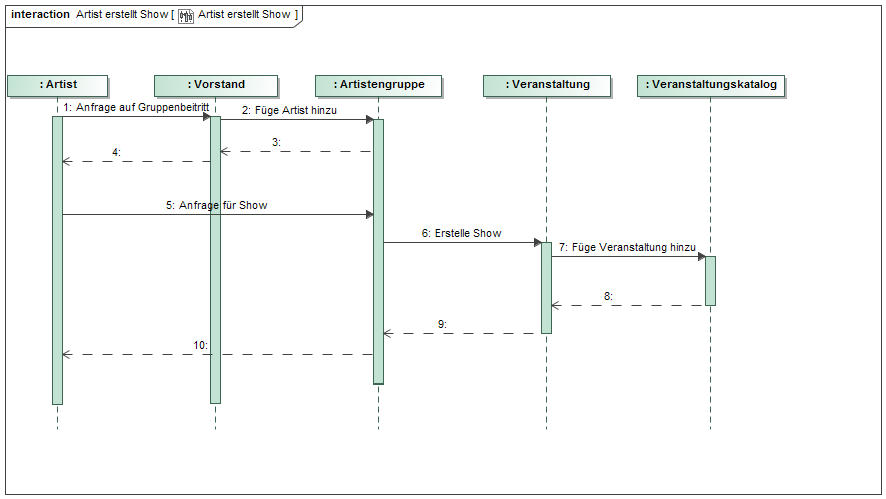 interaction Artist erstellt Show [ Artist erstellt Show ]
: Artist
: Vorstand
: Artistengruppe
: Veranstaltung
: Veranstaltungskatalog
1: Anfrage auf Gruppenbeitritt
2: Füge Artist hinzu
3:
4:
5: Anfrage für Show
6: Erstelle Show
7: Füge Veranstaltung hinzu
8:
9:
10: